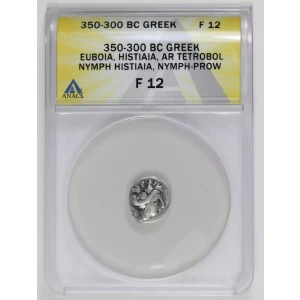 350-300 BC GREEK F 12
350-300 BC GREEK
EUBOIA, HISTIAIA, AR TETROBOL
NYMPH HISTIAIA, NYMPH-PROW
F 12
ANACS